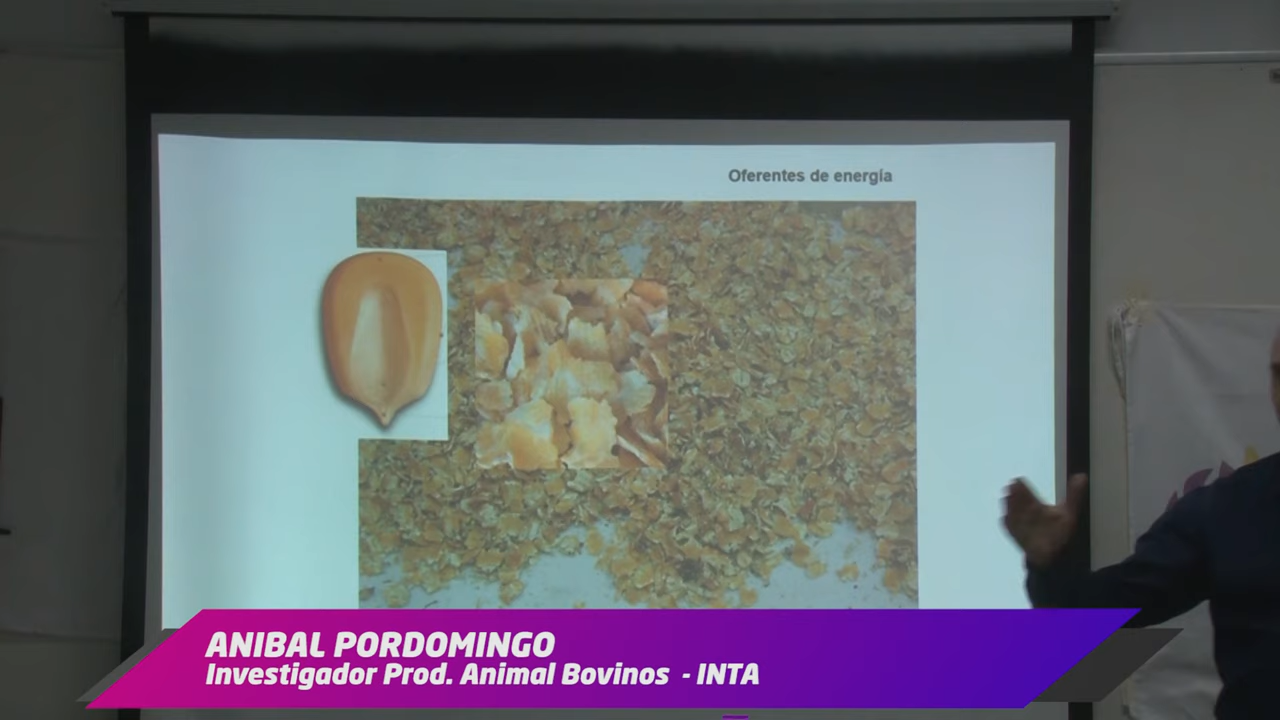 Oferentes de energía
ANIBAL PORDOMINGO
Investigador Prod. Animal Bovinos - INTA